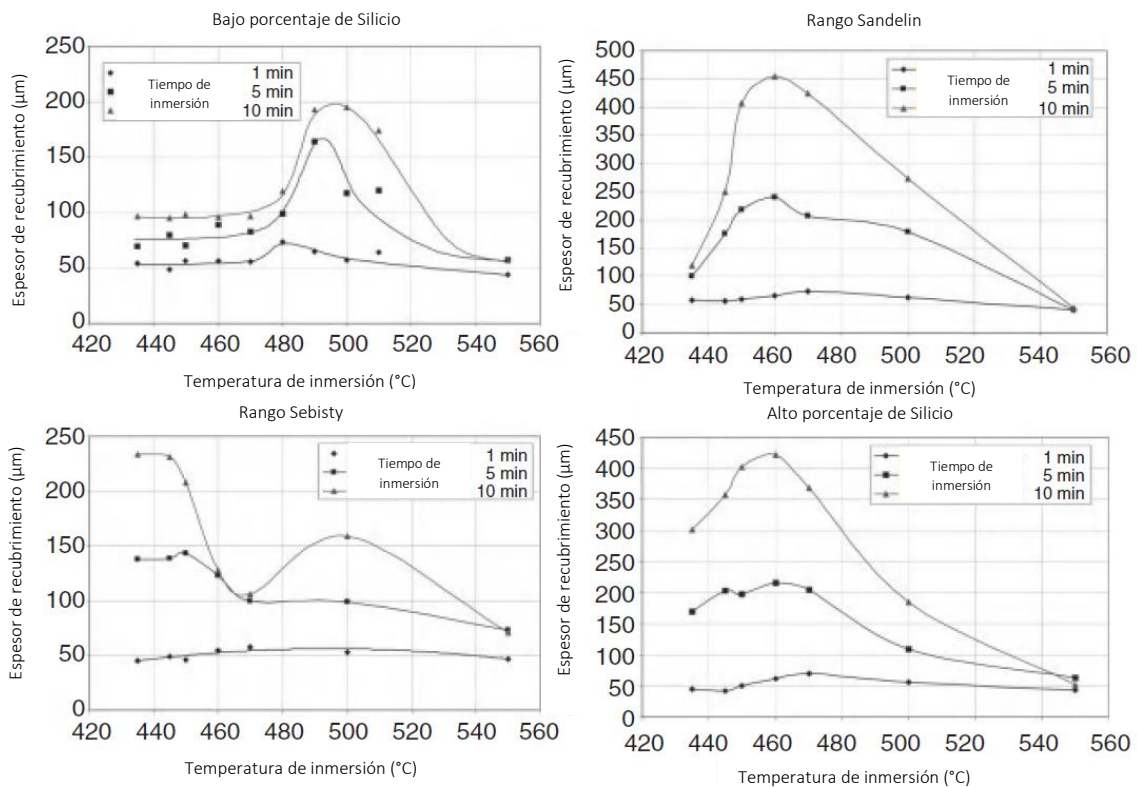 Bajo porcentaje de Silicio
Espesor de recubrimiento (µm)
250
200
150
100
50
0
Tiempo de
inmersión
1 min
5 min
10 min
420 440 460 480 500 520 540 560
Temperatura de inmersión (°C)
Rango Sandelin
Espesor de recubrimiento (µm)
500
450
400
350
300
250
200
150
100
50
0
Tiempo de
inmersión
1 min
5 min
10 min
420 440 460 480 500 520 540 560
Temperatura de inmersión (°C)
Rango Sebisty
Espesor de recubrimiento (µm)
250
200
150
100
50
0
Tiempo de
inmersión
1 min
5 min
10 min
420 440 460 480 500 520 540 560
Temperatura de inmersión (°C)
Alto porcentaje de Silicio
Espesor de recubrimiento (µm)
450
400
350
300
250
200
150
100
50
0
Tiempo de
inmersión
1 min
5 min
10 min
420 440 460 480 500 520 540 560
Temperatura de inmersión (°C)